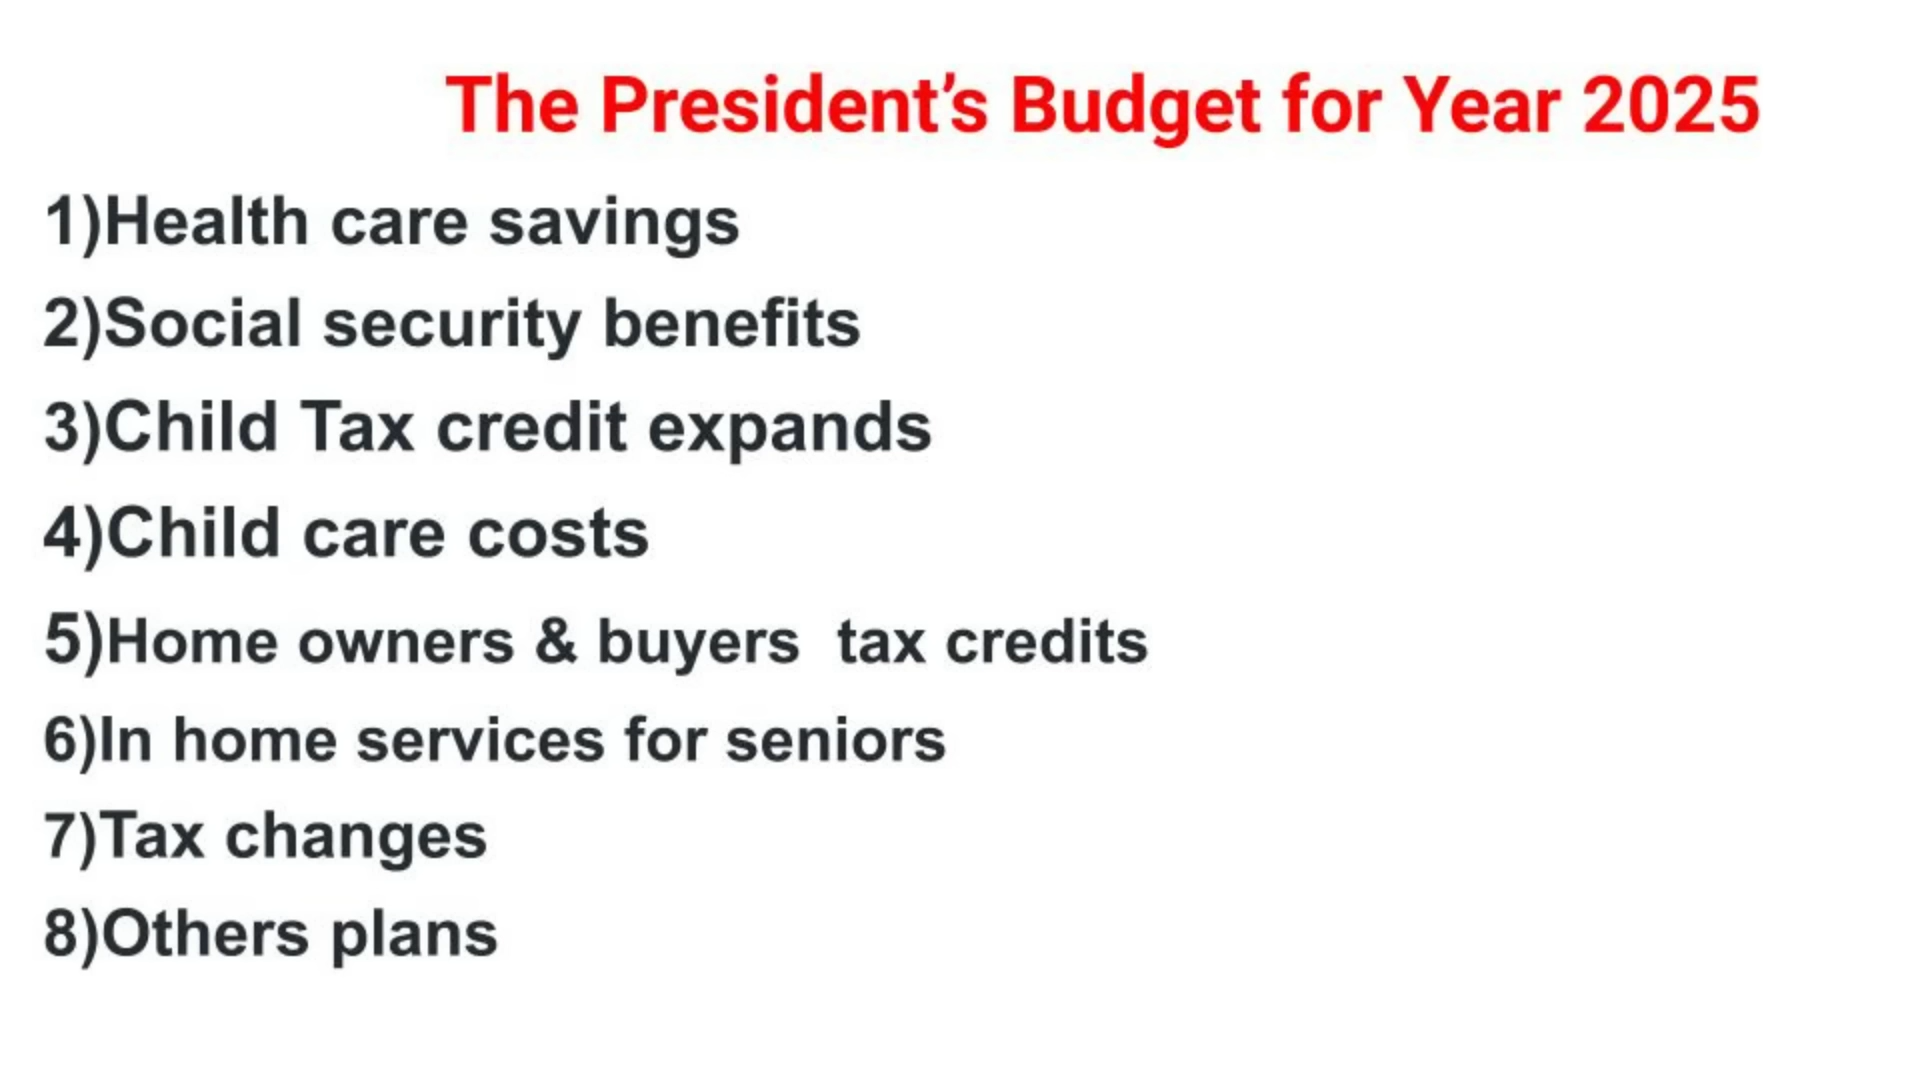 The President’s Budget for Year 2025
1)Health care savings
2)Social security benefits
3)Child Tax credit expands
4)Child care costs
5)Home owners & buyers  tax credits
6)In home services for seniors
7)Tax changes
8)Others plans